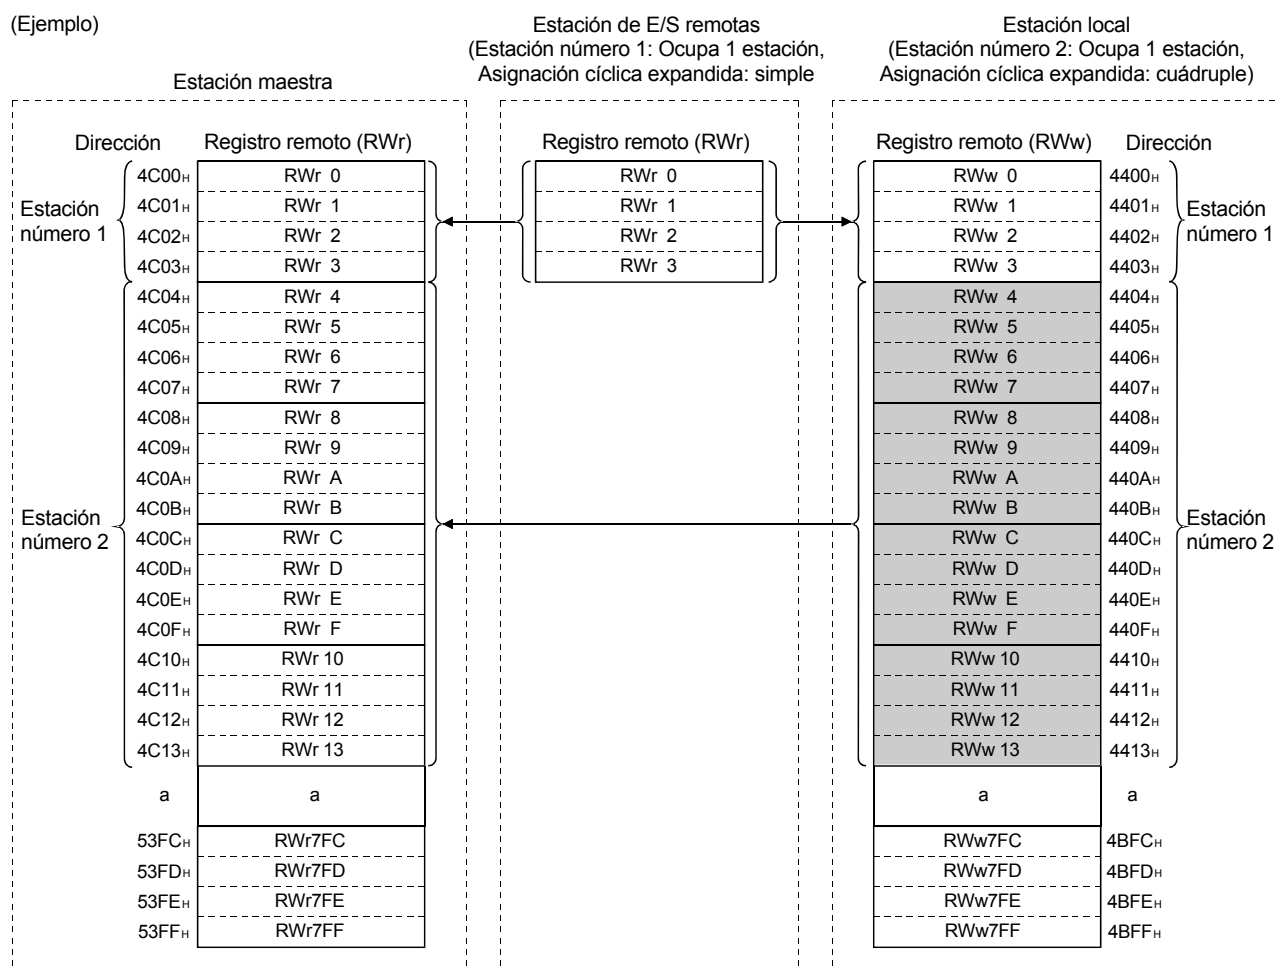 (Ejemplo)
Estación de E/S remotas
(Estación número 1: Ocupa 1 estación,
Asignación cíclica expandida: simple
Estación local
(Estación número 2: Ocupa 1 estación,
Asignación cíclica expandida: cuádruple)
Estación maestra
Dirección Registro remoto (RWr)
Registro remoto (RWr)
Registro remoto (RWw) Dirección
4C00H RWr 0 RWr 0 RWw 0 4400H
4C01H RWr 1 RWr 1 RWw 1 4401H
4C02H RWr 2 RWr 2 RWw 2 4402H
4C03H RWr 3 RWr 3 RWw 3 4403H
Estación
número 1
Estación
número 1
4C04H RWr 4 RWw 4 4404H
4C05H RWr 5 RWw 5 4405H
4C06H RWr 6 RWw 6 4406H
4C07H RWr 7 RWw 7 4407H
4C08H RWr 8 RWw 8 4408H
4C09H RWr 9 RWw 9 4409H
4C0AH RWr A RWw A 440AH
4C0BH RWr B RWw B 440BH
4C0CH RWr C RWw C 440CH
4C0DH RWr D RWw D 440DH
4C0EH RWr E RWw E 440EH
4C0FH RWr F RWw F 440FH
4C10H RWr 10 RWw 10 4410H
4C11H RWr 11 RWw 11 4411H
4C12H RWr 12 RWw 12 4412H
4C13H RWr 13 RWw 13 4413H
Estación
número 2
Estación
número 2
a a a a
53FCH RWr7FC RWw7FC 4BFCH
53FDH RWr7FD RWw7FD 4BFDH
53FEH RWr7FE RWw7FE 4BFEH
53FFH RWr7FF RWw7FF 4BFFH